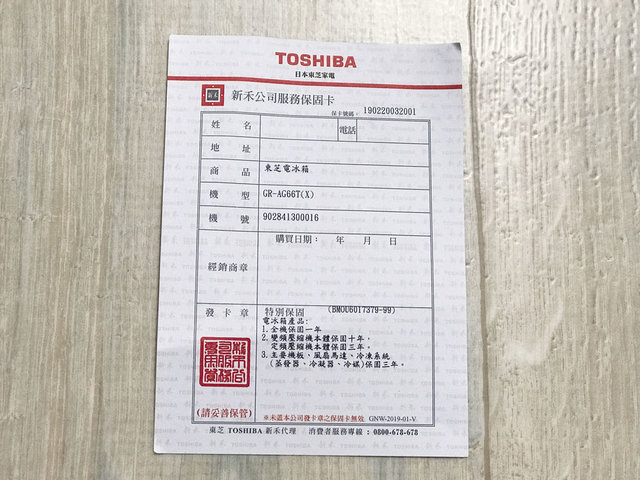 TOSHIBA
日本東芝家電
新禾
新禾公司服務保固卡
保卡號碼: 190220032001
姓 名 電話
地 址
商 品 東芝電冰箱
機 型 GR-AG66T(X)
機 號 902841300016
購買日期: 年 月 日
經銷商章
發卡章 特別保固 (BMOU6017379-99)
電冰箱產品:
1.全機保固一年
2.變頻壓縮機本體保固十年,
定頻壓縮機本體保固三年。
3.主要機板、風扇馬達、冷凍系統
(蒸發器、冷凝器、冷媒)保固三年。
(請妥善保管)
※未蓋本公司發卡章之保固卡無效 GNW-2019-01-V
東芝 TOSHIBA 新禾代理 消費者服務專線:0800-678-678